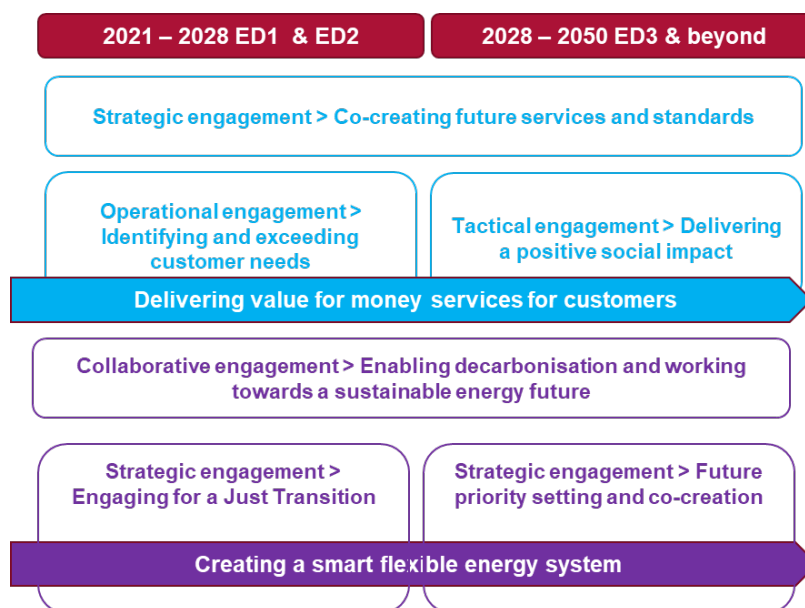 2021 – 2028 ED1 & ED2
2028 – 2050 ED3 & beyond
Strategic engagement > Co-creating future services and standards
Operational engagement >
Identifying and exceeding
customer needs
Tactical engagement > Delivering
a positive social impact
Delivering value for money services for customers
Collaborative engagement > Enabling decarbonisation and working
towards a sustainable energy future
Strategic engagement >
Engaging for a Just Transition
Strategic engagement > Future
priority setting and co-creation
Creating a smart flexible energy system